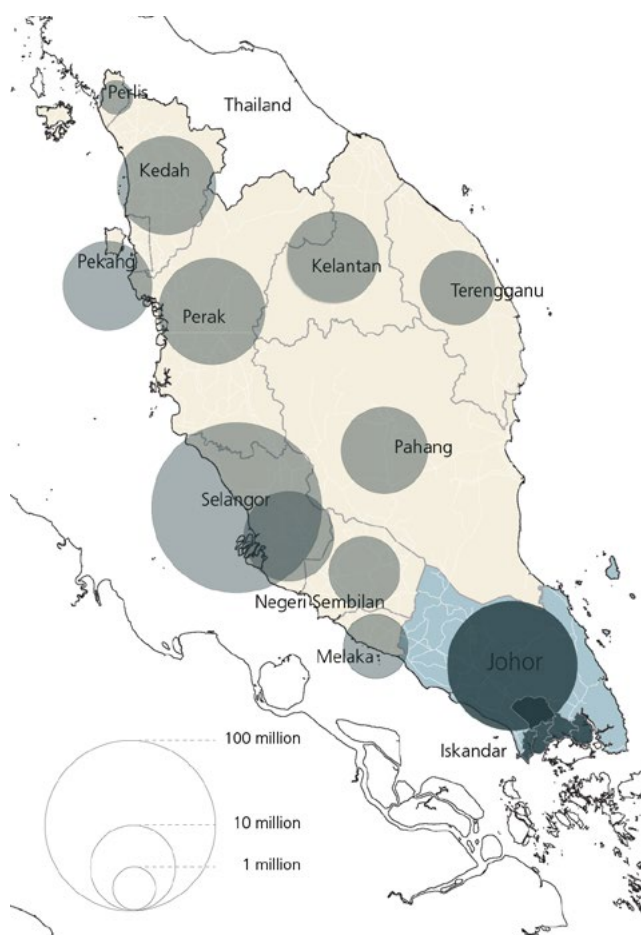 Perlis
Thailand
Kedah
Pekang
Kelantan
Terengganu
Perak
Pahang
Selangor
Negeri Sembilan
Melaka
Johor
Iskandar
100 million
10 million
1 million